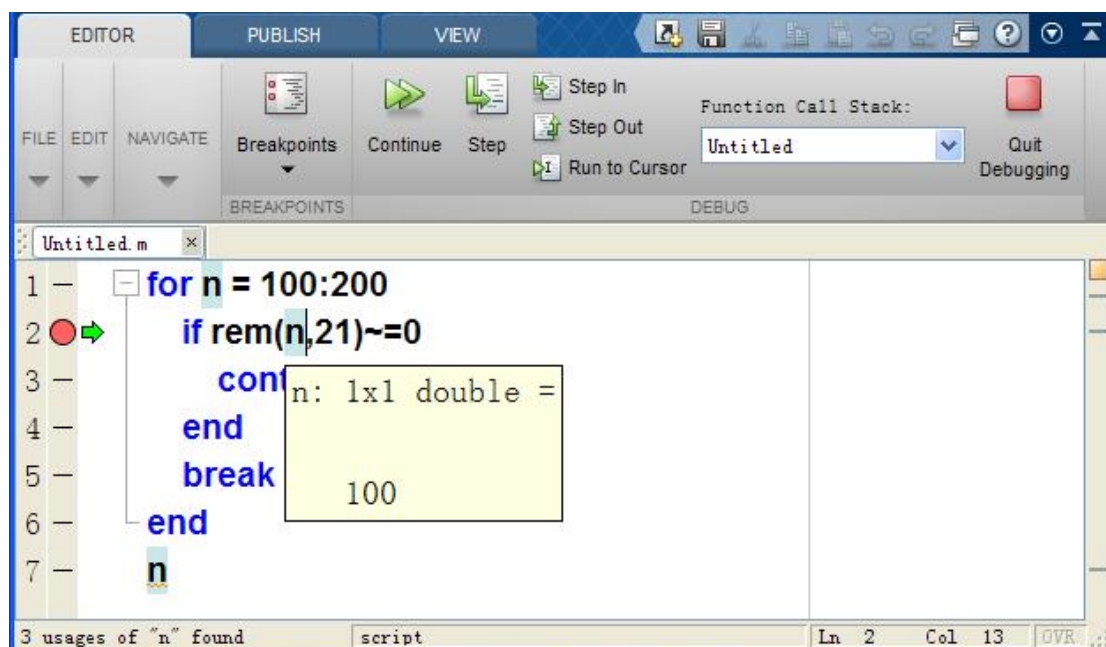 EDITOR PUBLISH VIEW
FILE EDIT NAVIGATE Breakpoints Continue Step Step In Step Out Run to Cursor Function Call Stack: Untitled Quit Debugging
BREAKPOINTS DEBUG
Untitled.m
1 for n = 100:200
2 if rem(n,21)~=0
3 cont
4 end
5 break
6 end
7 n
n: 1x1 double =
100
3 usages of "n" found script Ln 2 Col 13 OVR